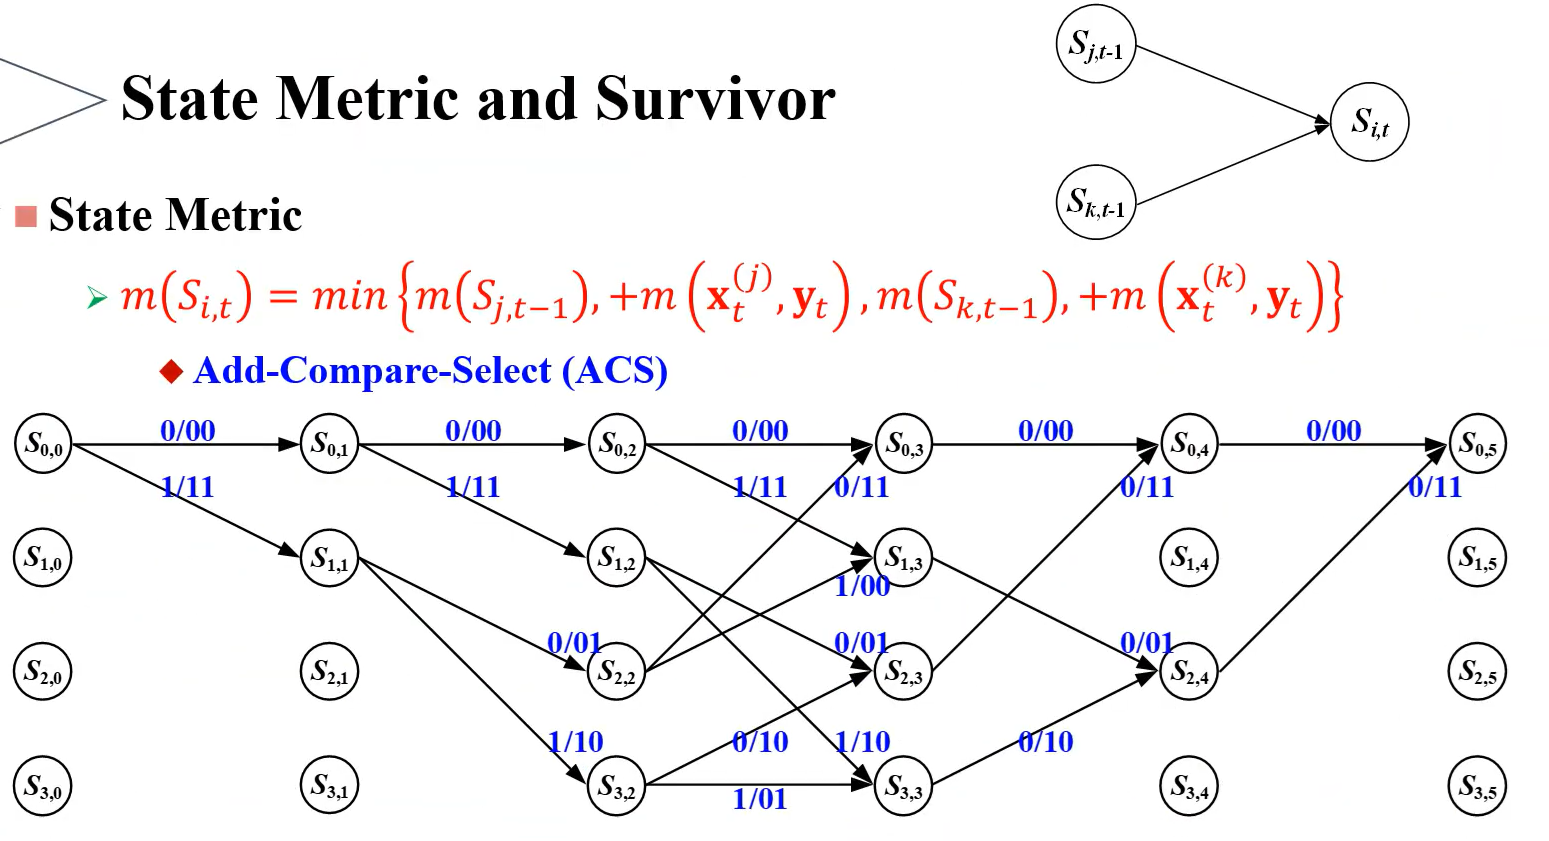 S_{j,t-1}
State Metric and Survivor
S_{i,t}
S_{k,t-1}
State Metric
m(S_{i,t}) = min {m(S_{j,t−1}), +m (x_t^{(j)}, y_t), m(S_{k,t−1}), +m (x_t^{(k)}, y_t)}
Add-Compare-Select (ACS)
0/00 0/00 0/00 0/00 0/00
S_{0,0} S_{0,1} S_{0,2} S_{0,3} S_{0,4} S_{0,5}
1/11 1/11 1/11 0/11 0/11 0/11
S_{1,0} S_{1,1} S_{1,2} S_{1,3} S_{1,4} S_{1,5}
1/00
0/01 0/01 0/01
S_{2,0} S_{2,1} S_{2,2} S_{2,3} S_{2,4} S_{2,5}
1/10 0/10 1/10 0/10
S_{3,0} S_{3,1} S_{3,2} S_{3,3} S_{3,4} S_{3,5}
1/01